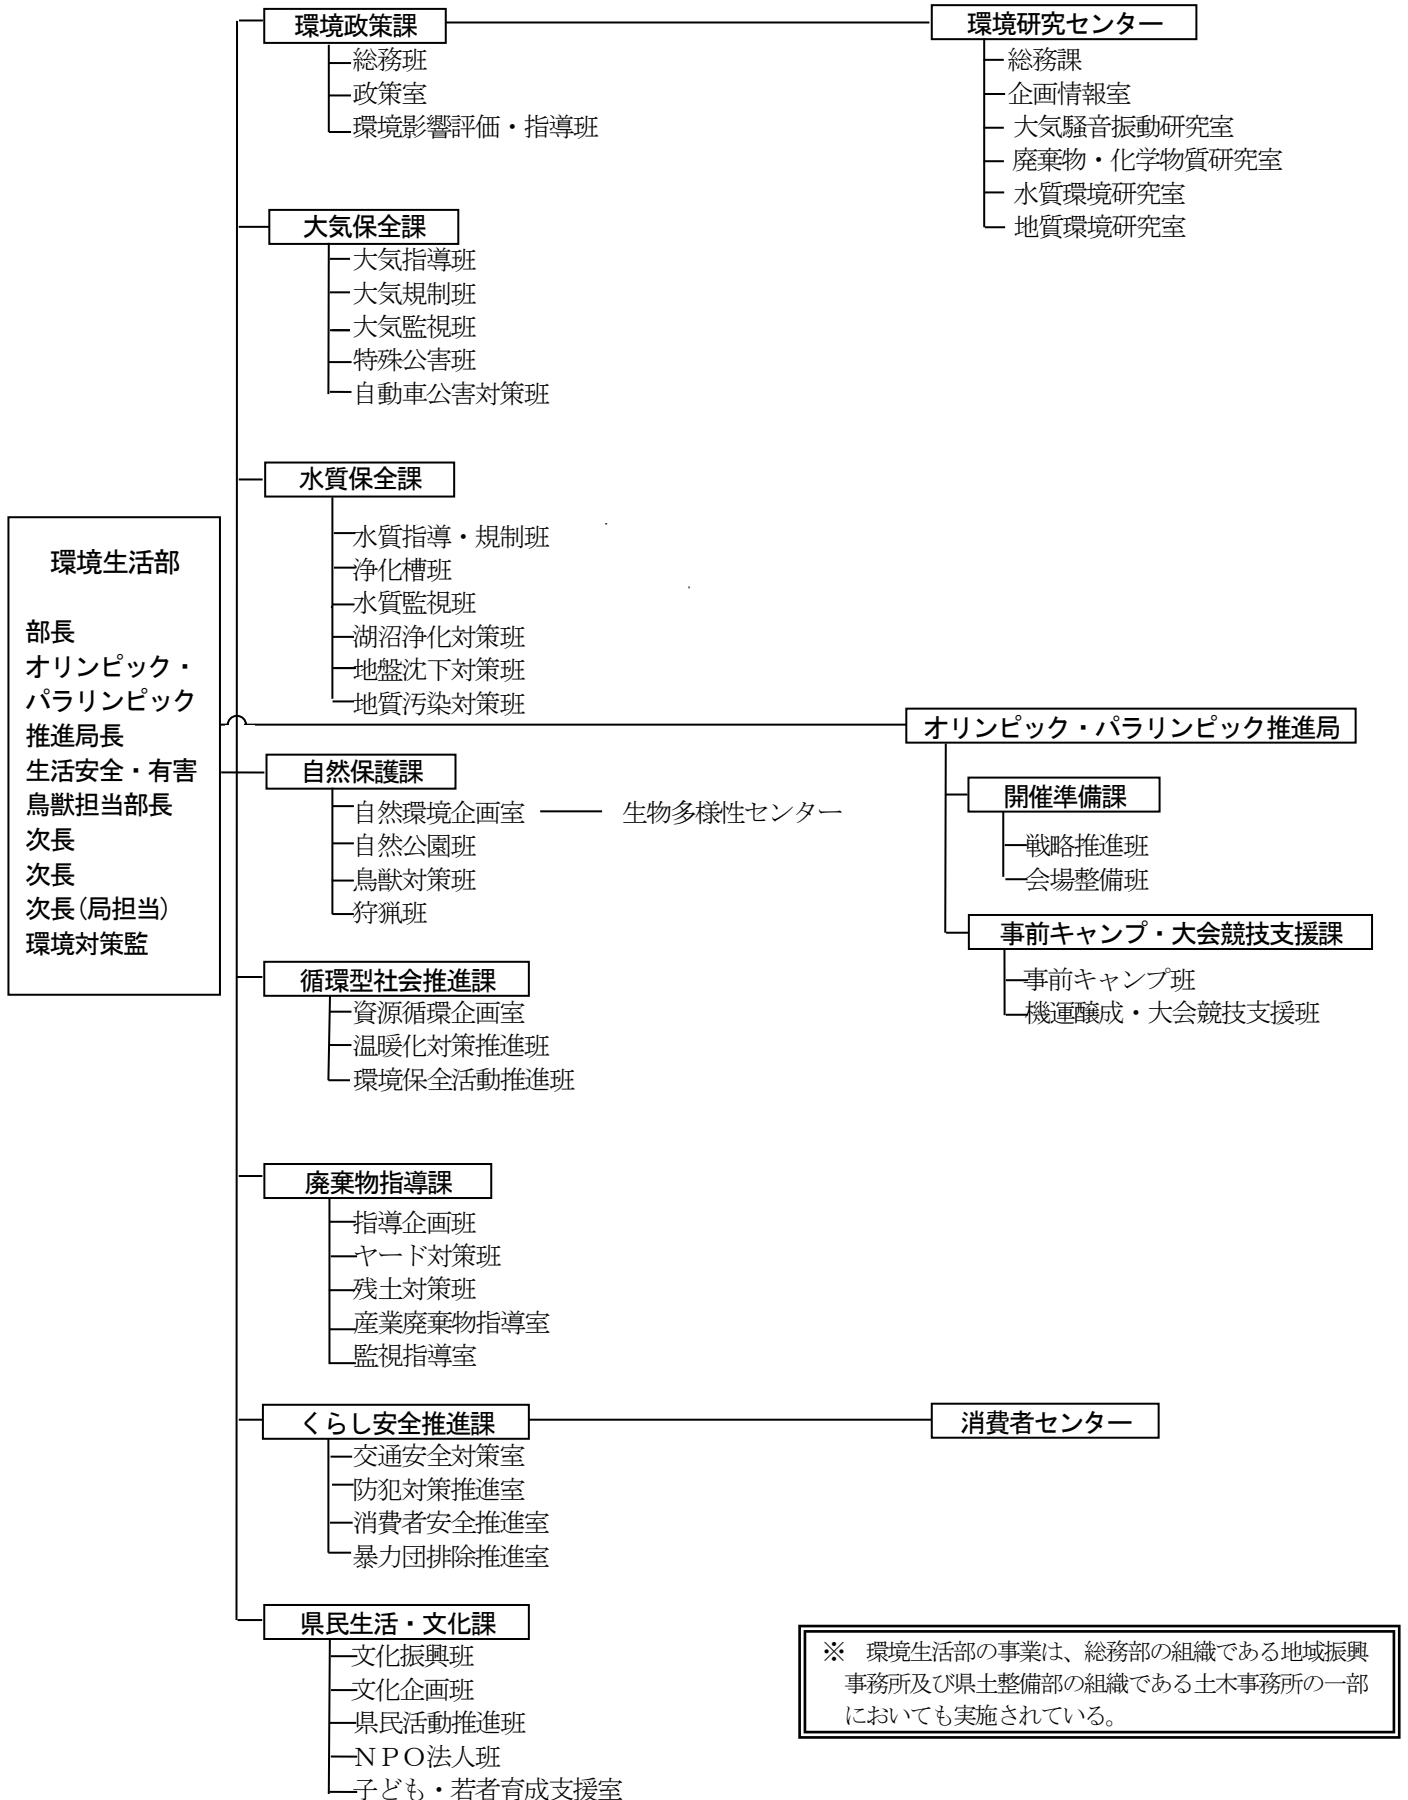 環境政策課
総務班
政策室
環境影響評価・指導班
環境研究センター
総務課
企画情報室
大気騒音振動研究室
廃棄物・化学物質研究室
水質環境研究室
地質環境研究室
大気保全課
大気指導班
大気規制班
大気監視班
特殊公害班
自動車公害対策班
水質保全課
水質指導・規制班
浄化槽班
水質監視班
湖沼浄化対策班
地盤沈下対策班
地質汚染対策班
環境生活部
部長
オリンピック・
パラリンピック
推進局長
生活安全・有害
鳥獣担当部長
次長
次長
次長(局担当)
環境対策監
オリンピック・パラリンピック推進局
開催準備課
戦略推進班
会場整備班
事前キャンプ・大会競技支援課
事前キャンプ班
機運醸成・大会競技支援班
自然保護課
自然環境企画室 生物多様性センター
自然公園班
鳥獣対策班
狩猟班
循環型社会推進課
資源循環企画室
温暖化対策推進班
環境保全活動推進班
廃棄物指導課
指導企画班
ヤード対策班
残土対策班
産業廃棄物指導室
監視指導室
くらし安全推進課
交通安全対策室
防犯対策推進室
消費者安全推進室
暴力団排除推進室
消費者センター
県民生活・文化課
文化振興班
文化企画班
県民活動推進班
NPO法人班
子ども・若者育成支援室
※ 環境生活部の事業は、総務部の組織である地域振興
事務所及び県土整備部の組織である土木事務所の一部
においても実施されている。